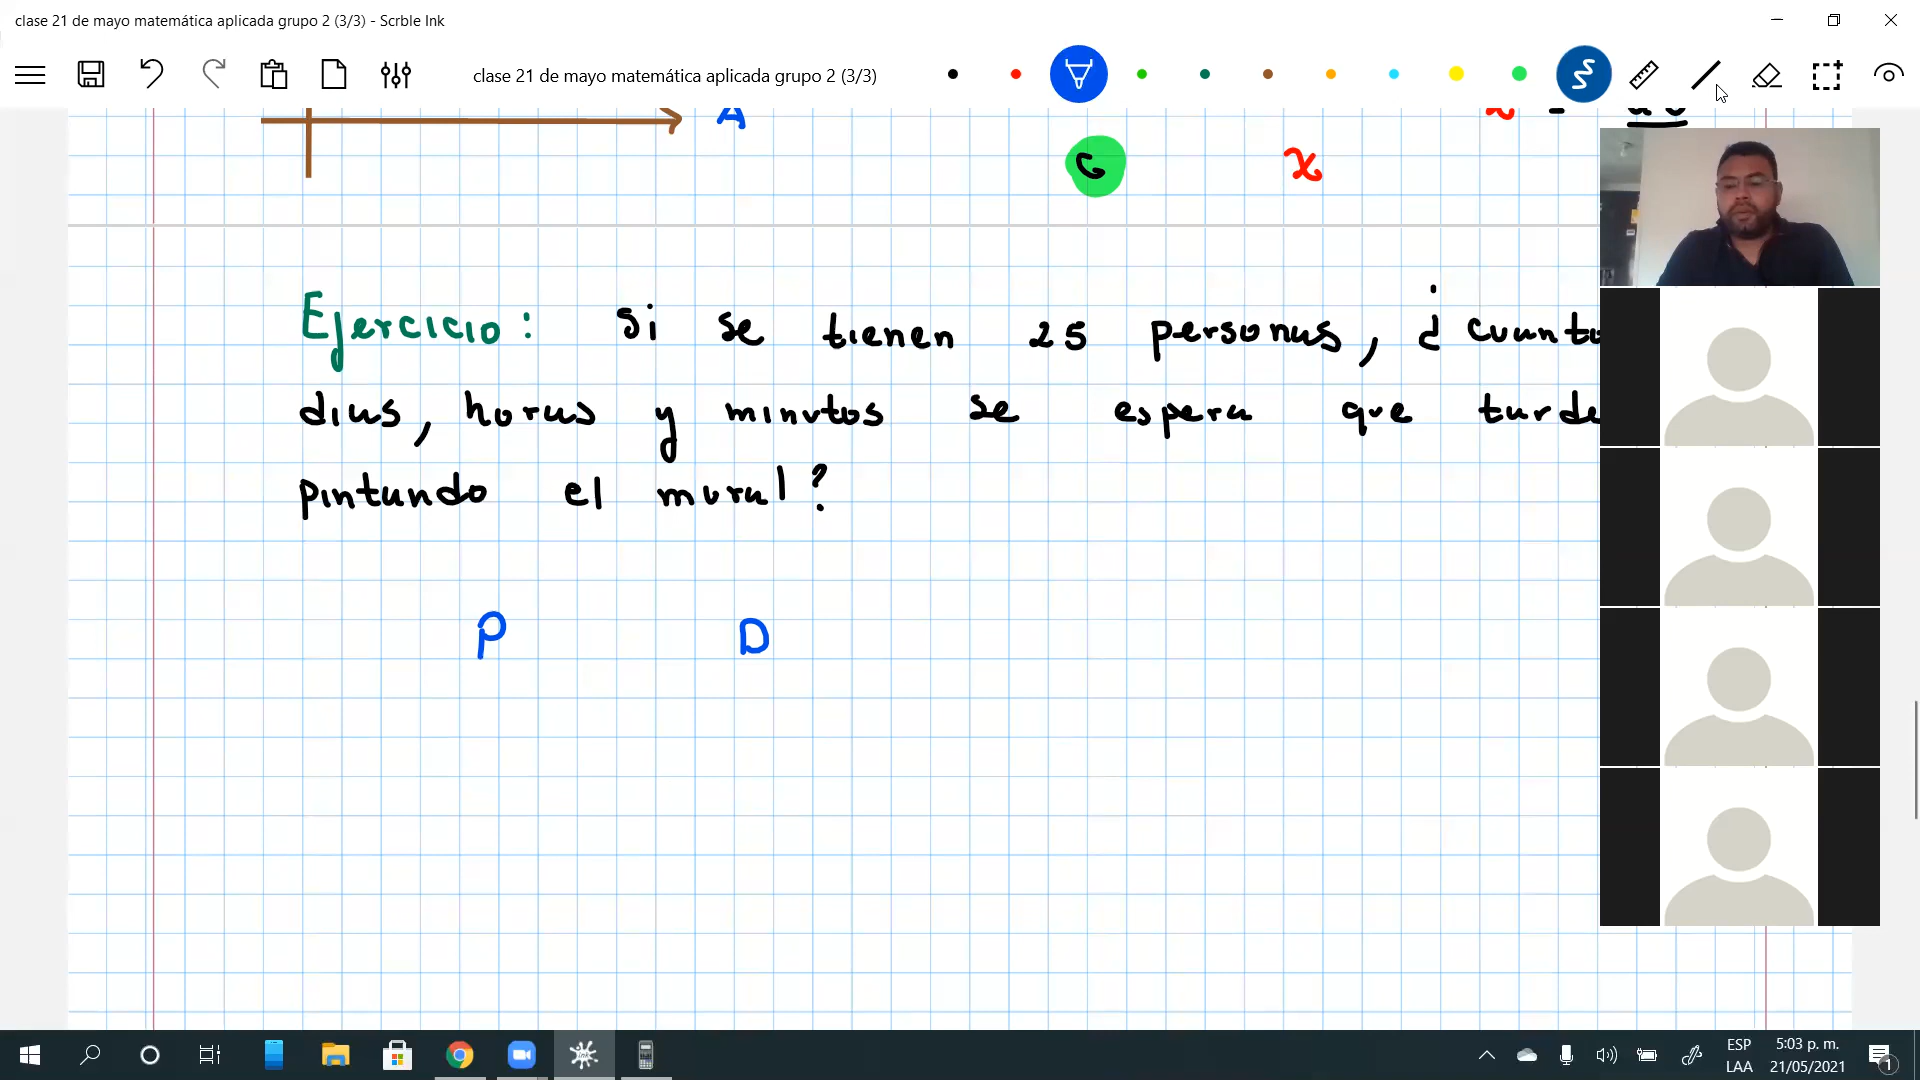 clase 21 de mayo matemática aplicada grupo 2 (3/3) - Scrble Ink
clase 21 de mayo matemática aplicada grupo 2 (3/3)
A
x =
G x
Ejercicio: Si se tienen 25 personas, ¿cuanto
dias, horas y minutos se espera que tarde
pintando el mural?
P D
ESP
LAA
5:03 p. m.
21/05/2021
1